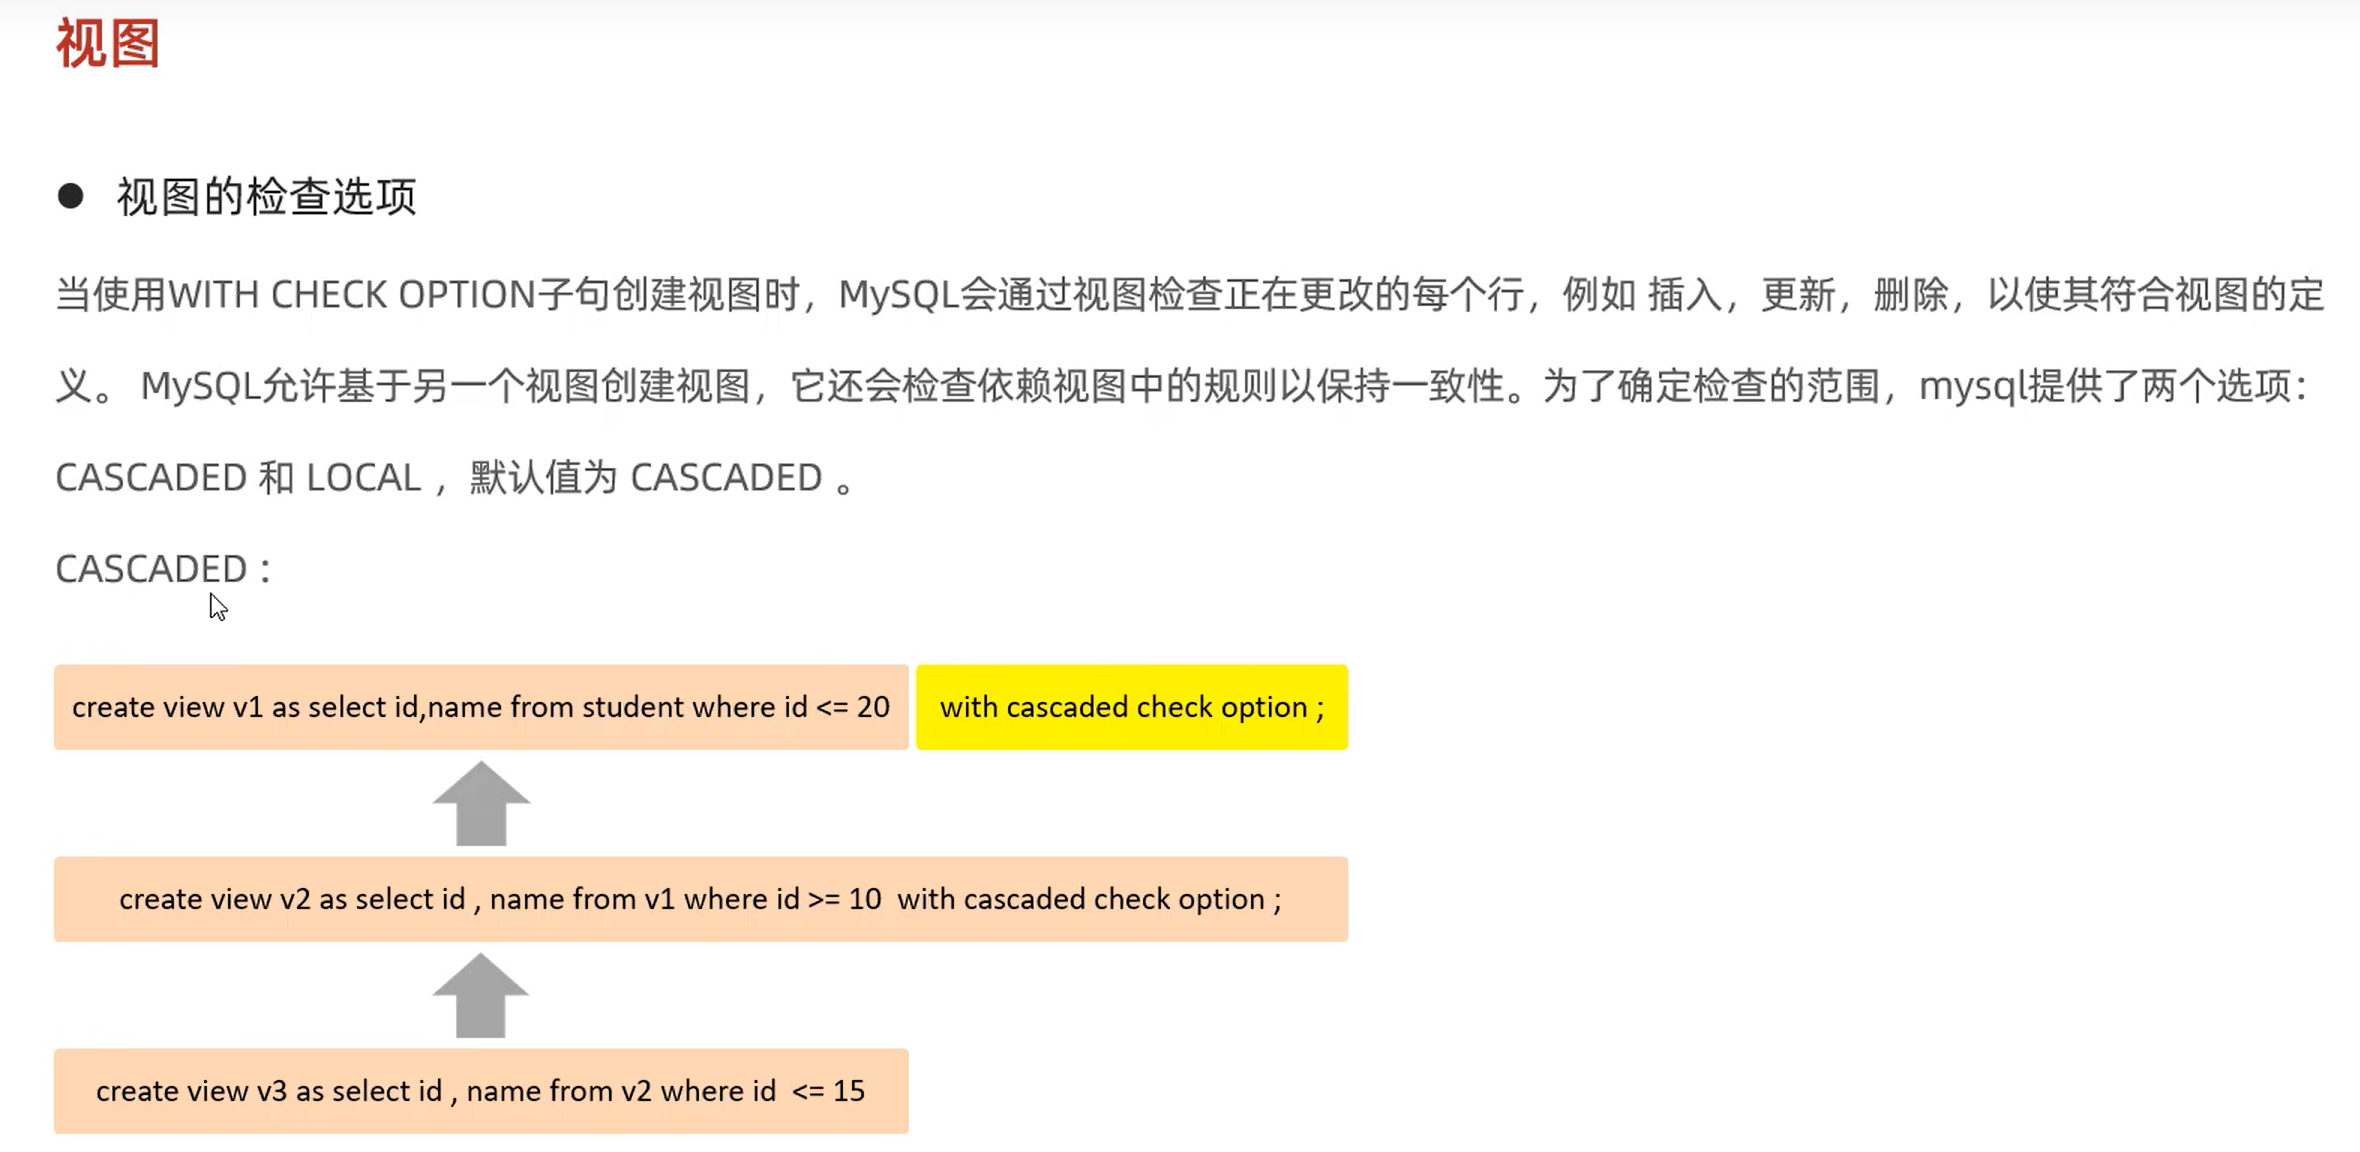 视图
● 视图的检查选项
当使用WITH CHECK OPTION子句创建视图时，MySQL会通过视图检查正在更改的每个行，例如 插入，更新，删除，以使其符合视图的定
义。 MySQL允许基于另一个视图创建视图，它还会检查依赖视图中的规则以保持一致性。为了确定检查的范围，mysql提供了两个选项：
CASCADED 和 LOCAL ，默认值为 CASCADED 。
CASCADED :
create view v1 as select id,name from student where id <= 20 with cascaded check option ;
create view v2 as select id , name from v1 where id >= 10  with cascaded check option ;
create view v3 as select id , name from v2 where id  <= 15